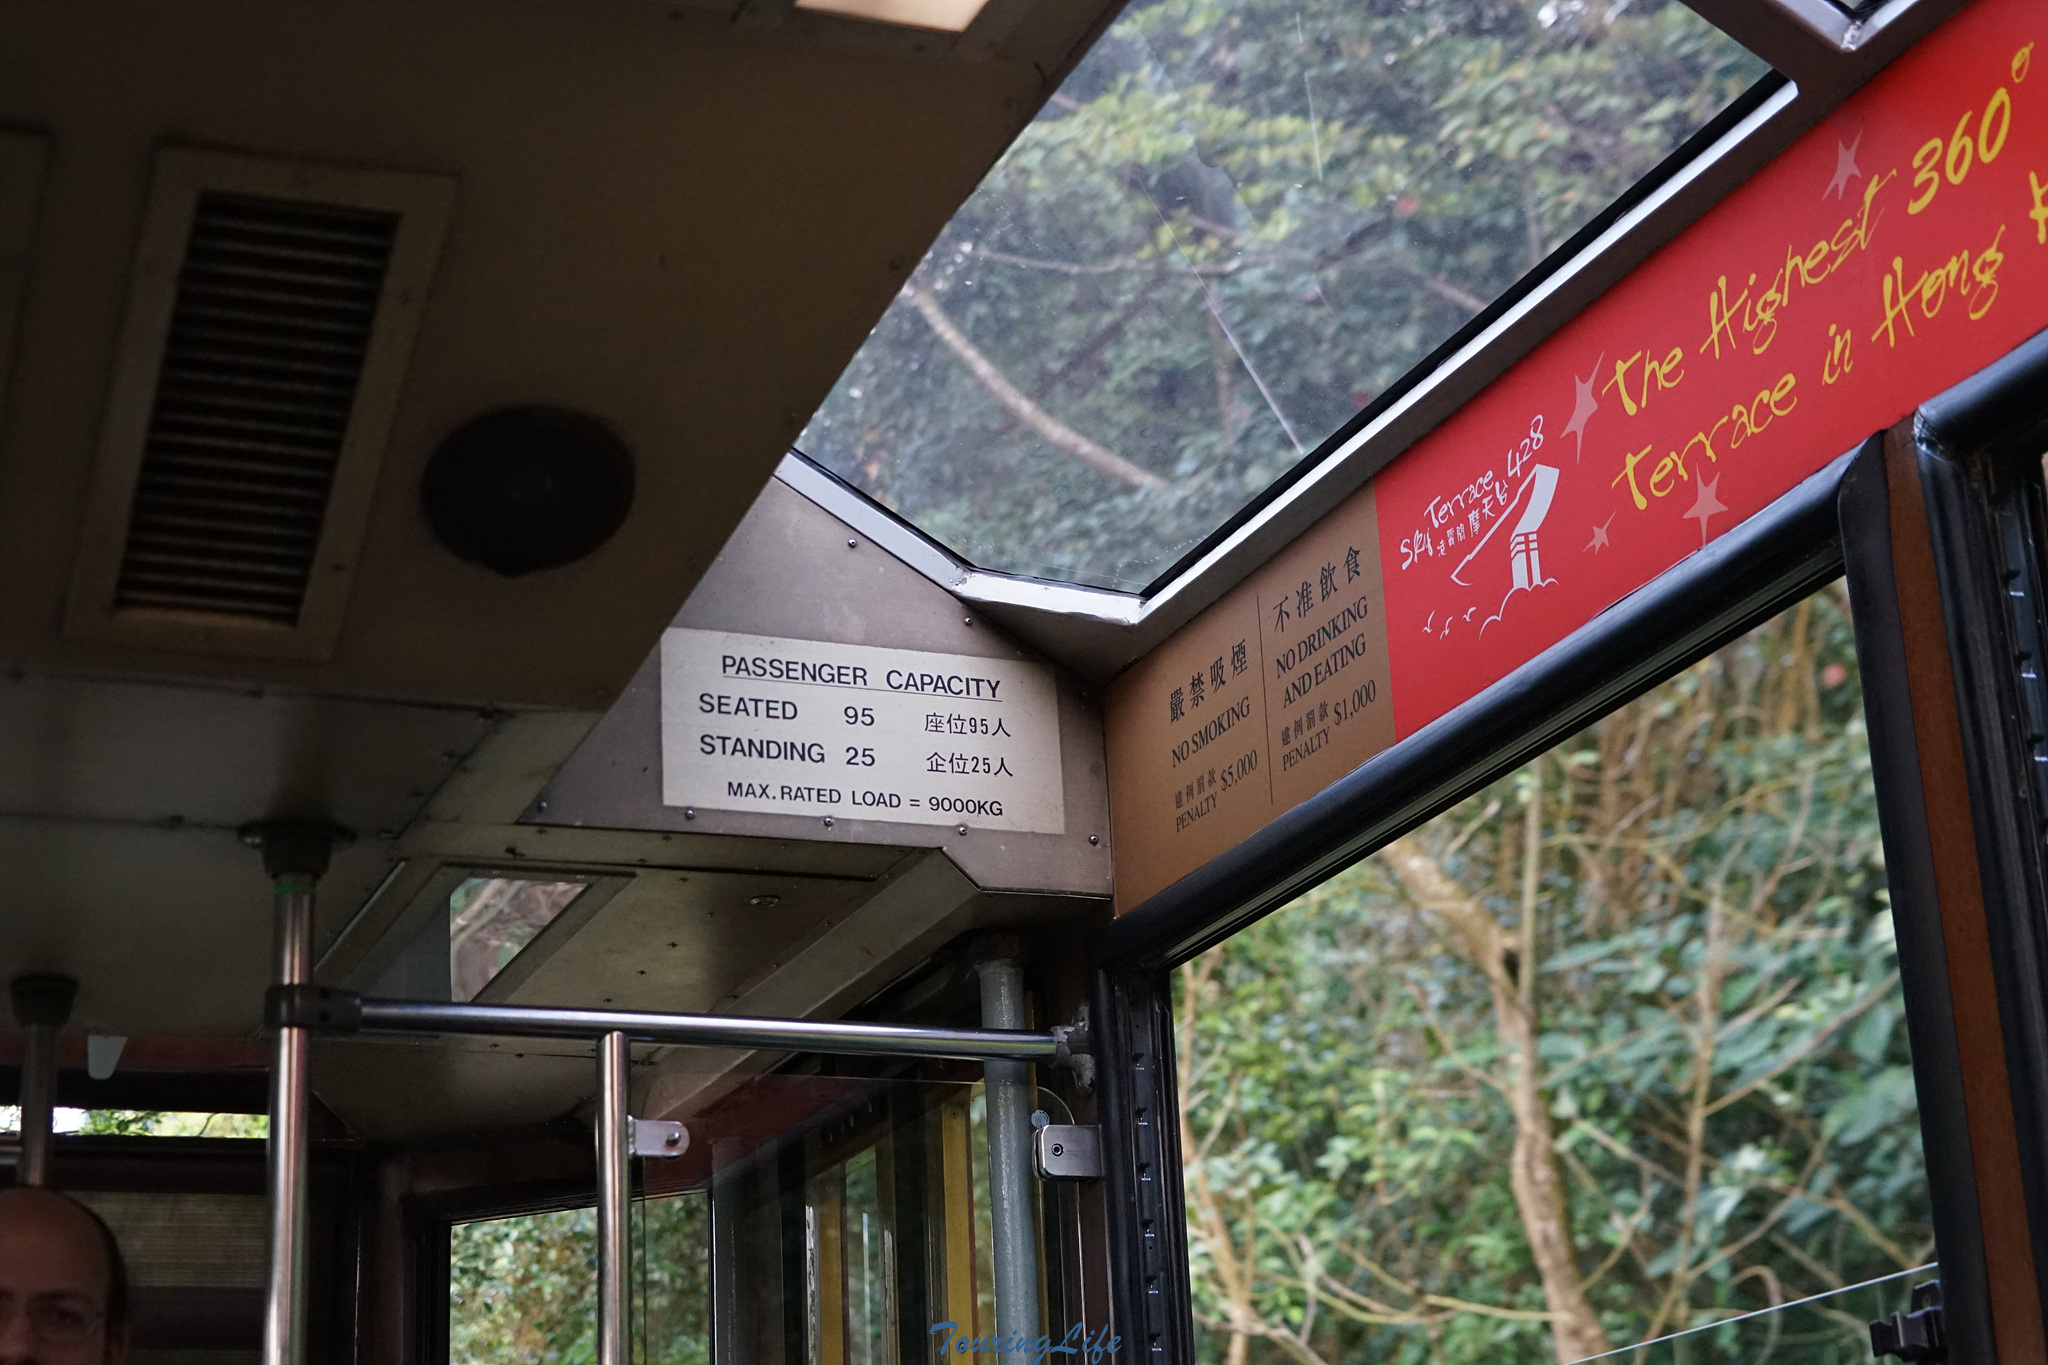 PASSENGER CAPACITY
SEATED 95 座位95人
STANDING 25 企位25人
MAX. RATED LOAD = 9000KG
嚴禁吸煙
NO SMOKING
違例罰款
PENALTY $5,000
不准飲食
NO DRINKING
AND EATING
違例罰款
PENALTY $1,000
Sky Terrace 428
凌霄閣摩天台
The Highest 360°
Terrace in Hong
TouringLife